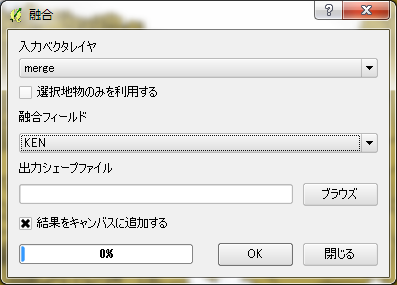 融合
入力ベクタレイヤ
merge
選択地物のみを利用する
融合フィールド
KEN
出力シェープファイル
ブラウズ
結果をキャンバスに追加する
0%
OK
閉じる